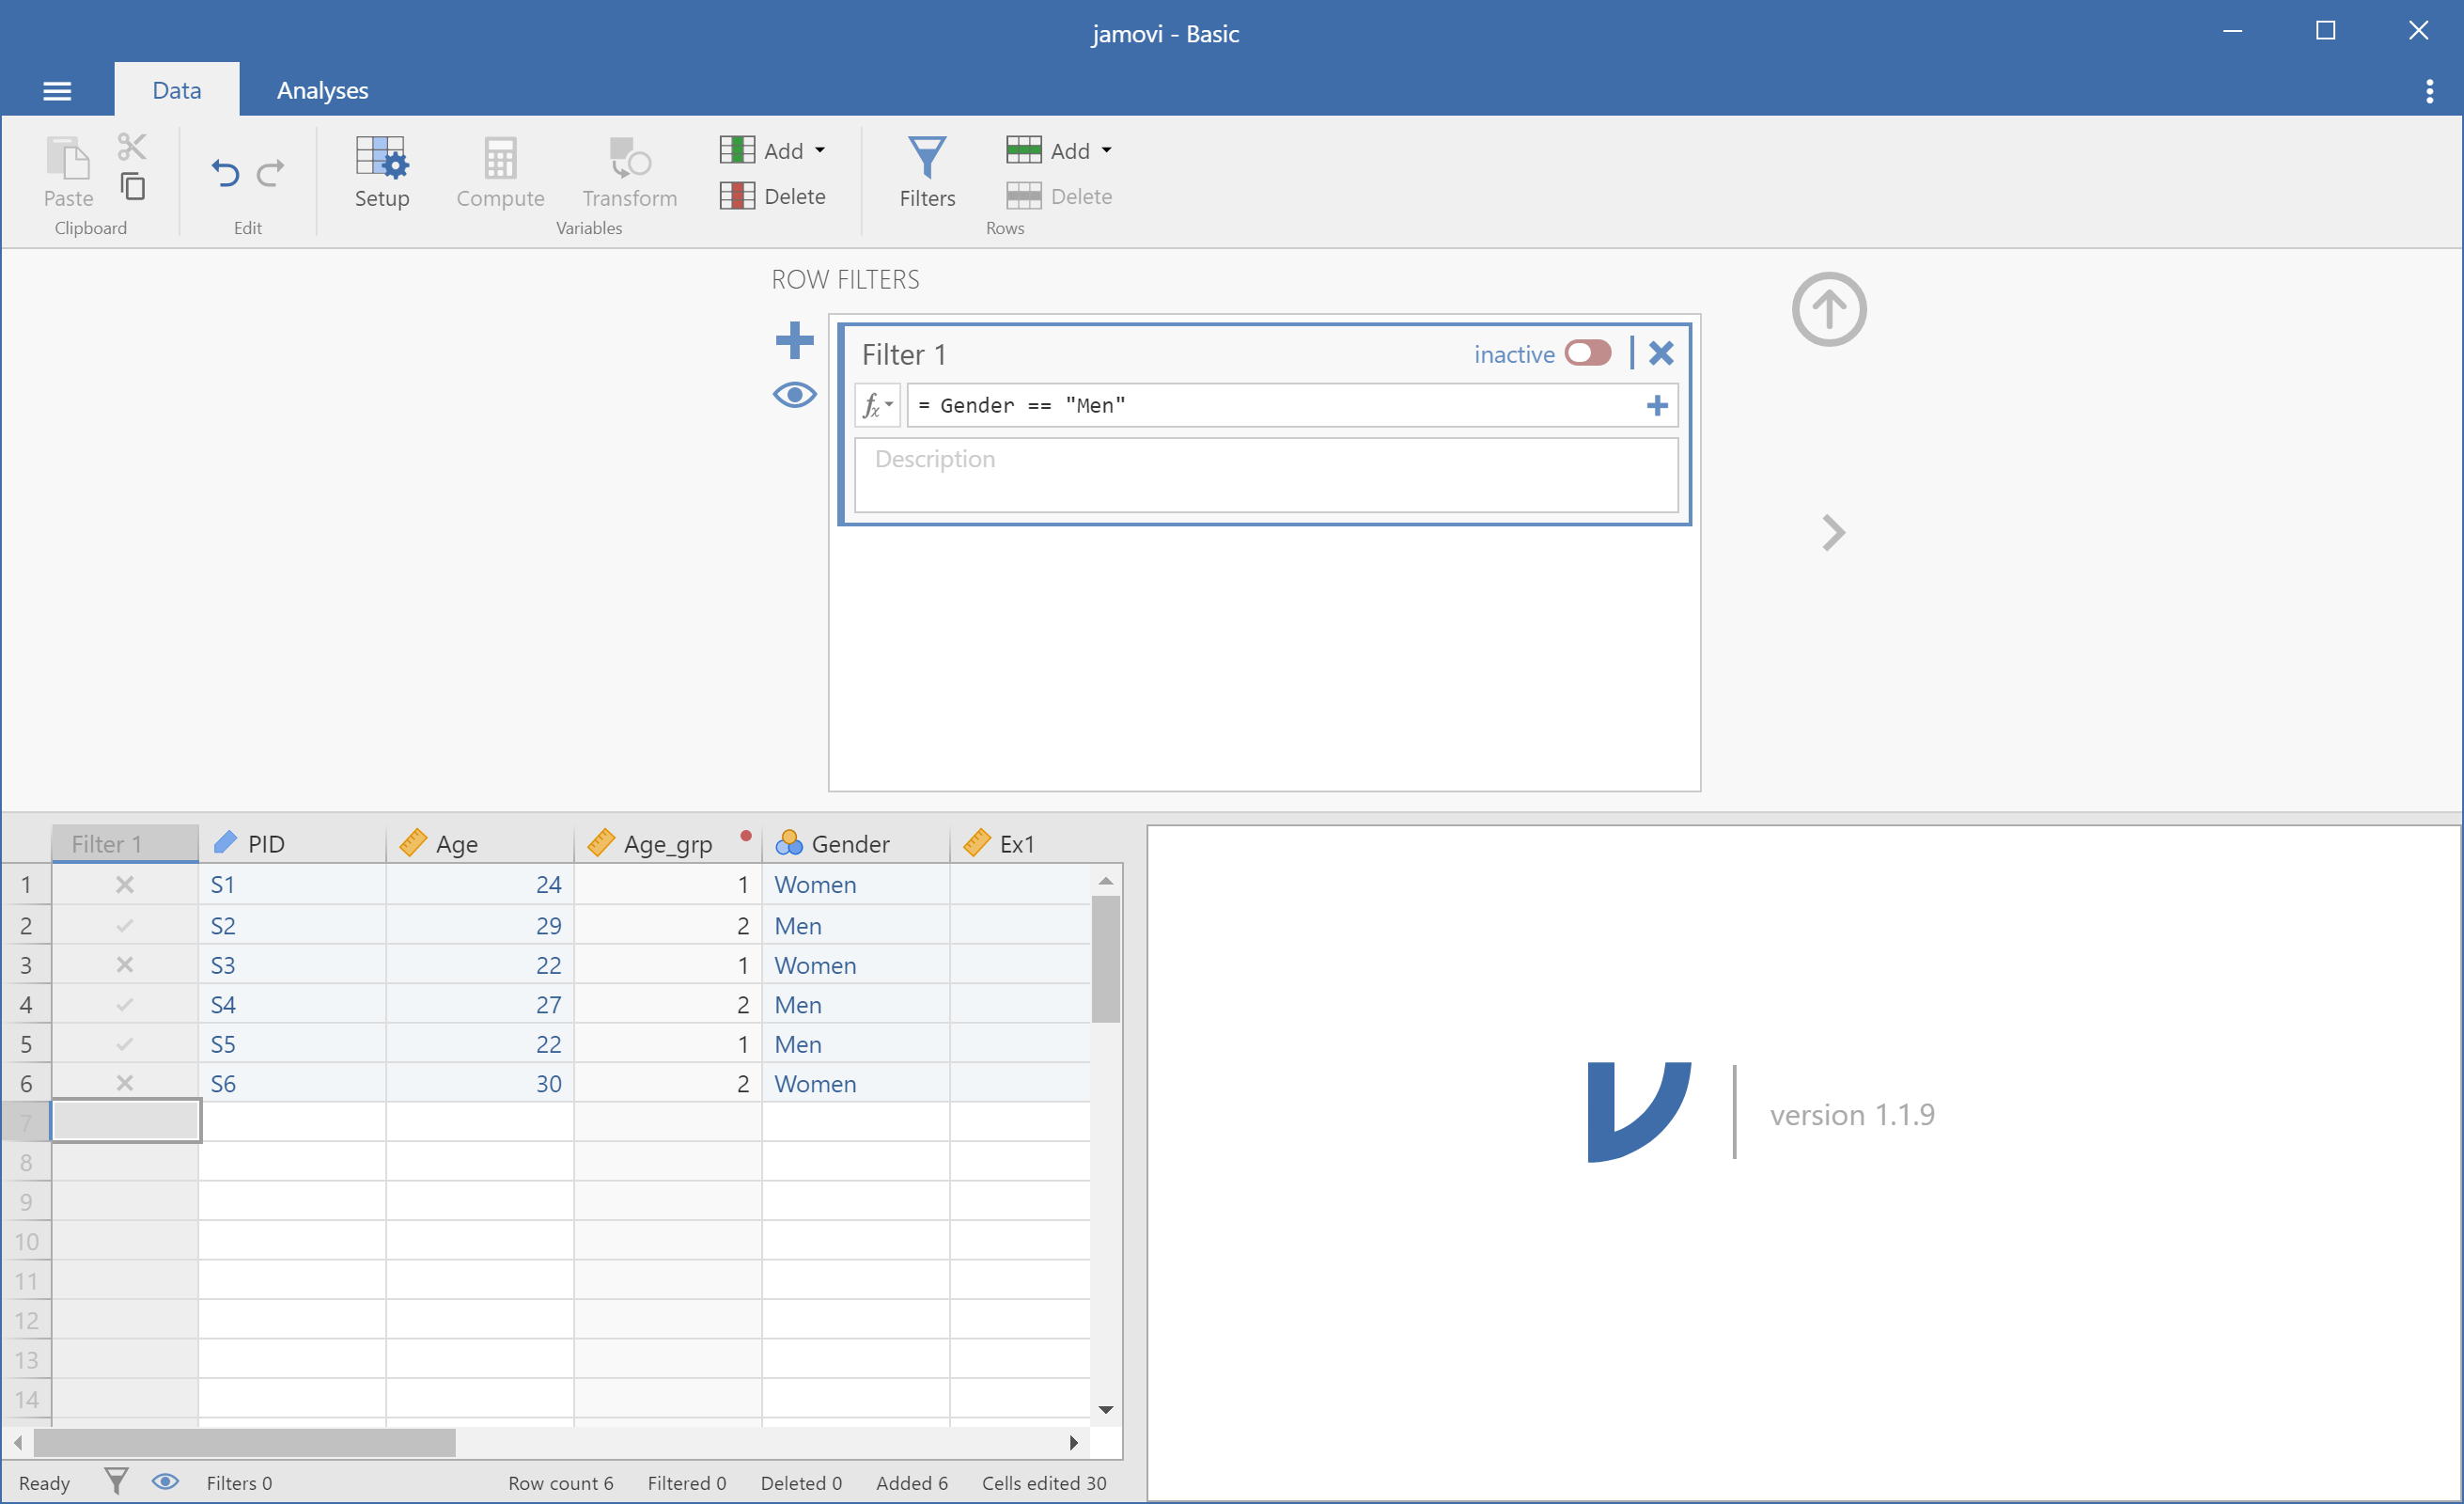 jamovi - Basic
Data Analyses
Paste
Clipboard
Edit
Setup Compute Transform Add Delete
Variables
Filters Add Delete
Rows
ROW FILTERS
Filter 1 inactive
fx = Gender == "Men"
Description
Filter 1 PID Age Age_grp Gender Ex1
1 S1 24 1 Women
2 S2 29 2 Men
3 S3 22 1 Women
4 S4 27 2 Men
5 S5 22 1 Men
6 S6 30 2 Women
7
8
9
10
11
12
13
14
version 1.1.9
Ready Filters 0 Row count 6 Filtered 0 Deleted 0 Added 6 Cells edited 30